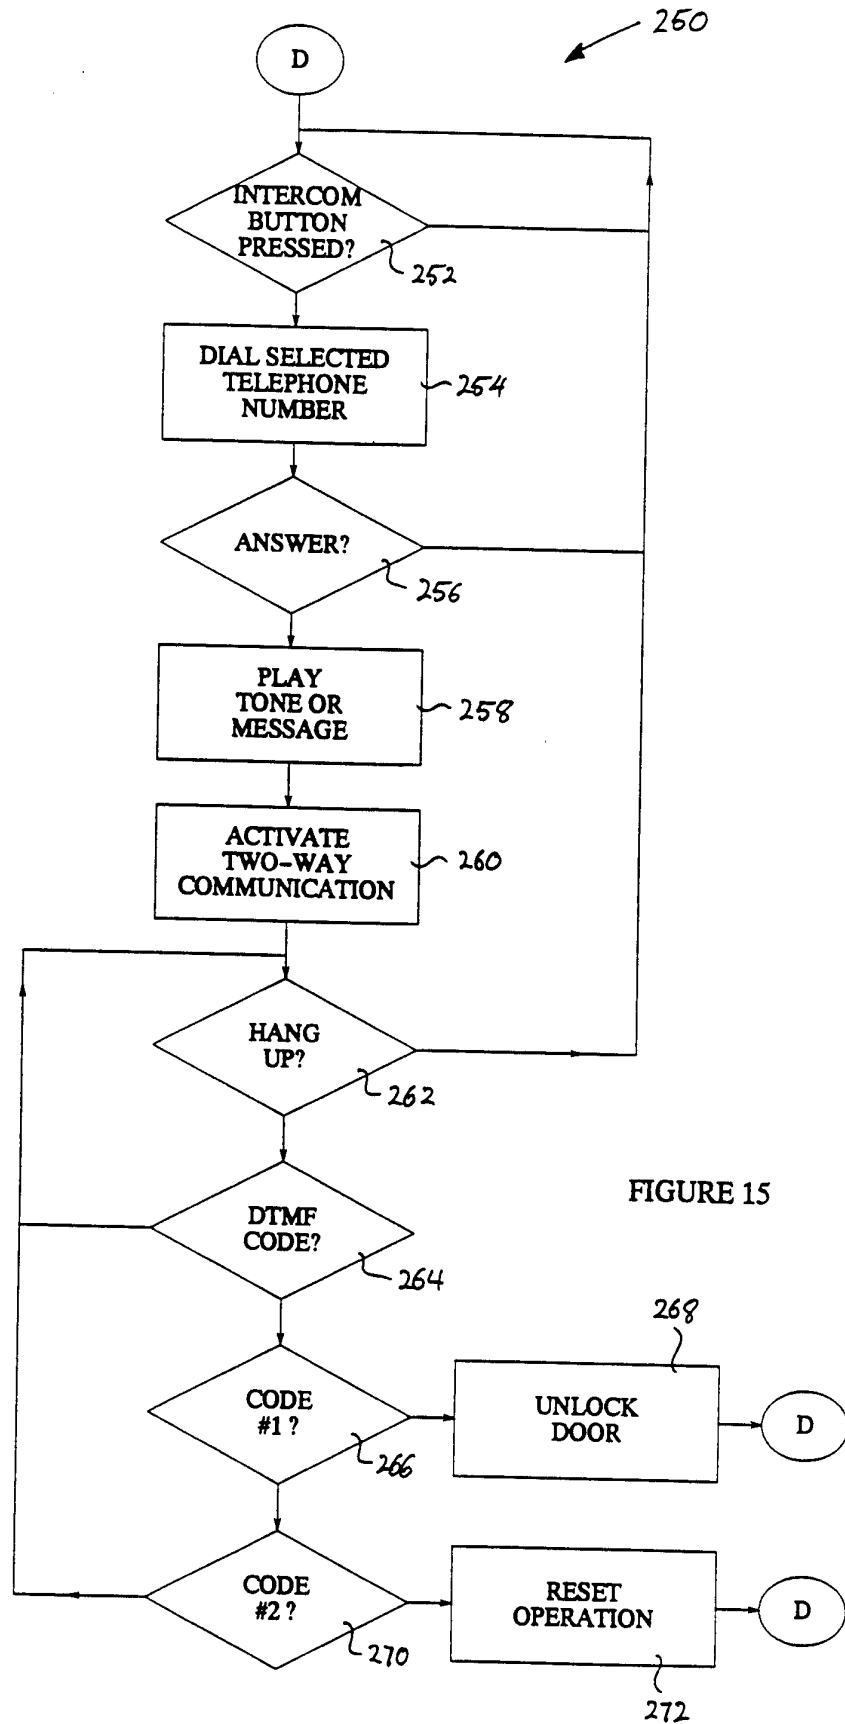 250
D
INTERCOM
BUTTON
PRESSED?
252
DIAL SELECTED
TELEPHONE
NUMBER
254
ANSWER?
256
PLAY
TONE OR
MESSAGE
258
ACTIVATE
TWO-WAY
COMMUNICATION
260
HANG
UP?
262
FIGURE 15
DTMF
CODE?
264
268
CODE
#1?
266
UNLOCK
DOOR
D
CODE
#2?
270
RESET
OPERATION
272
D